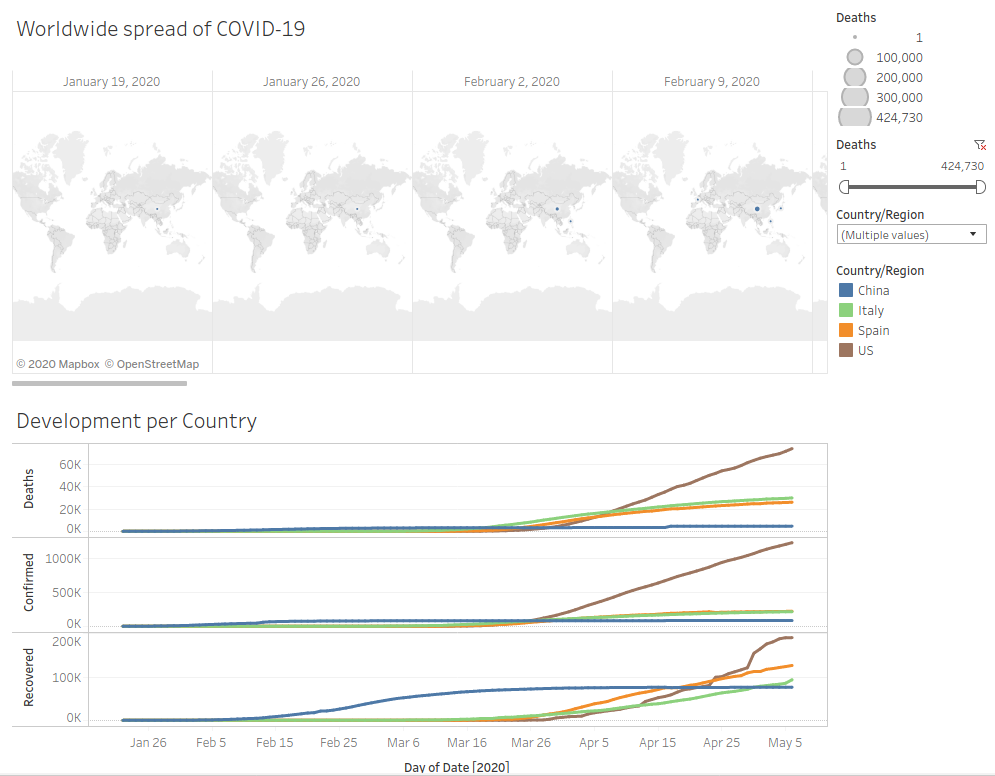 Worldwide spread of COVID-19
January 19, 2020
January 26, 2020
February 2, 2020
February 9, 2020
© 2020 Mapbox © OpenStreetMap
Deaths
1
100,000
200,000
300,000
424,730
Deaths
1 424,730
Country/Region
(Multiple values)
Country/Region
China
Italy
Spain
US
Development per Country
Deaths
60K
40K
20K
0K
Confirmed
1000K
500K
0K
Recovered
200K
100K
0K
Jan 26
Feb 5
Feb 15
Feb 25
Mar 6
Mar 16
Mar 26
Apr 5
Apr 15
Apr 25
May 5
Day of Date [2020]